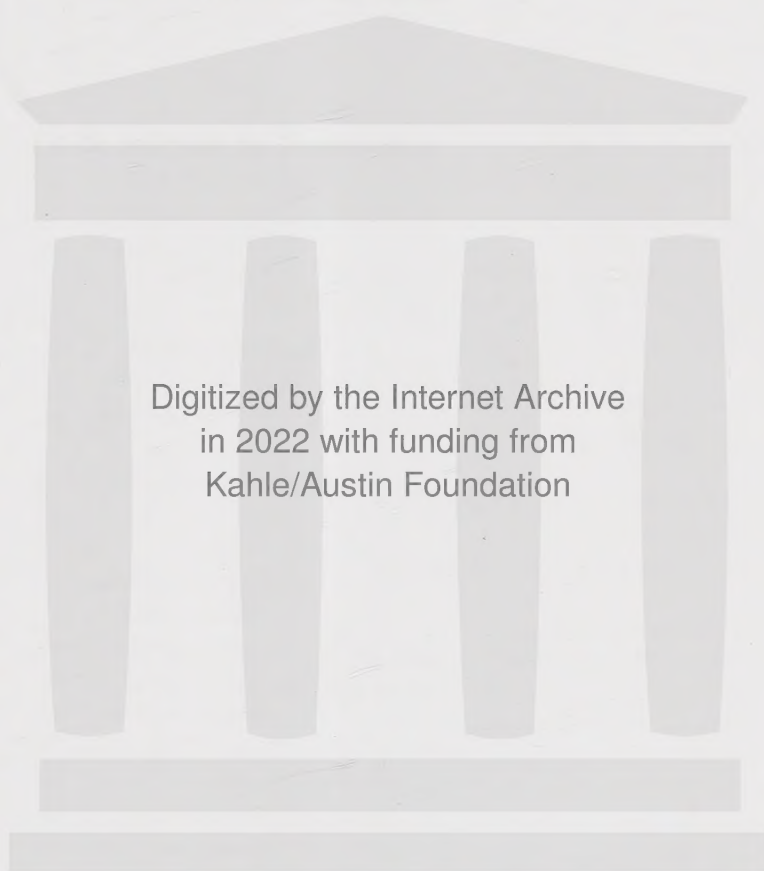 Digitized by the Internet Archive
in 2022 with funding from
Kahle/Austin Foundation